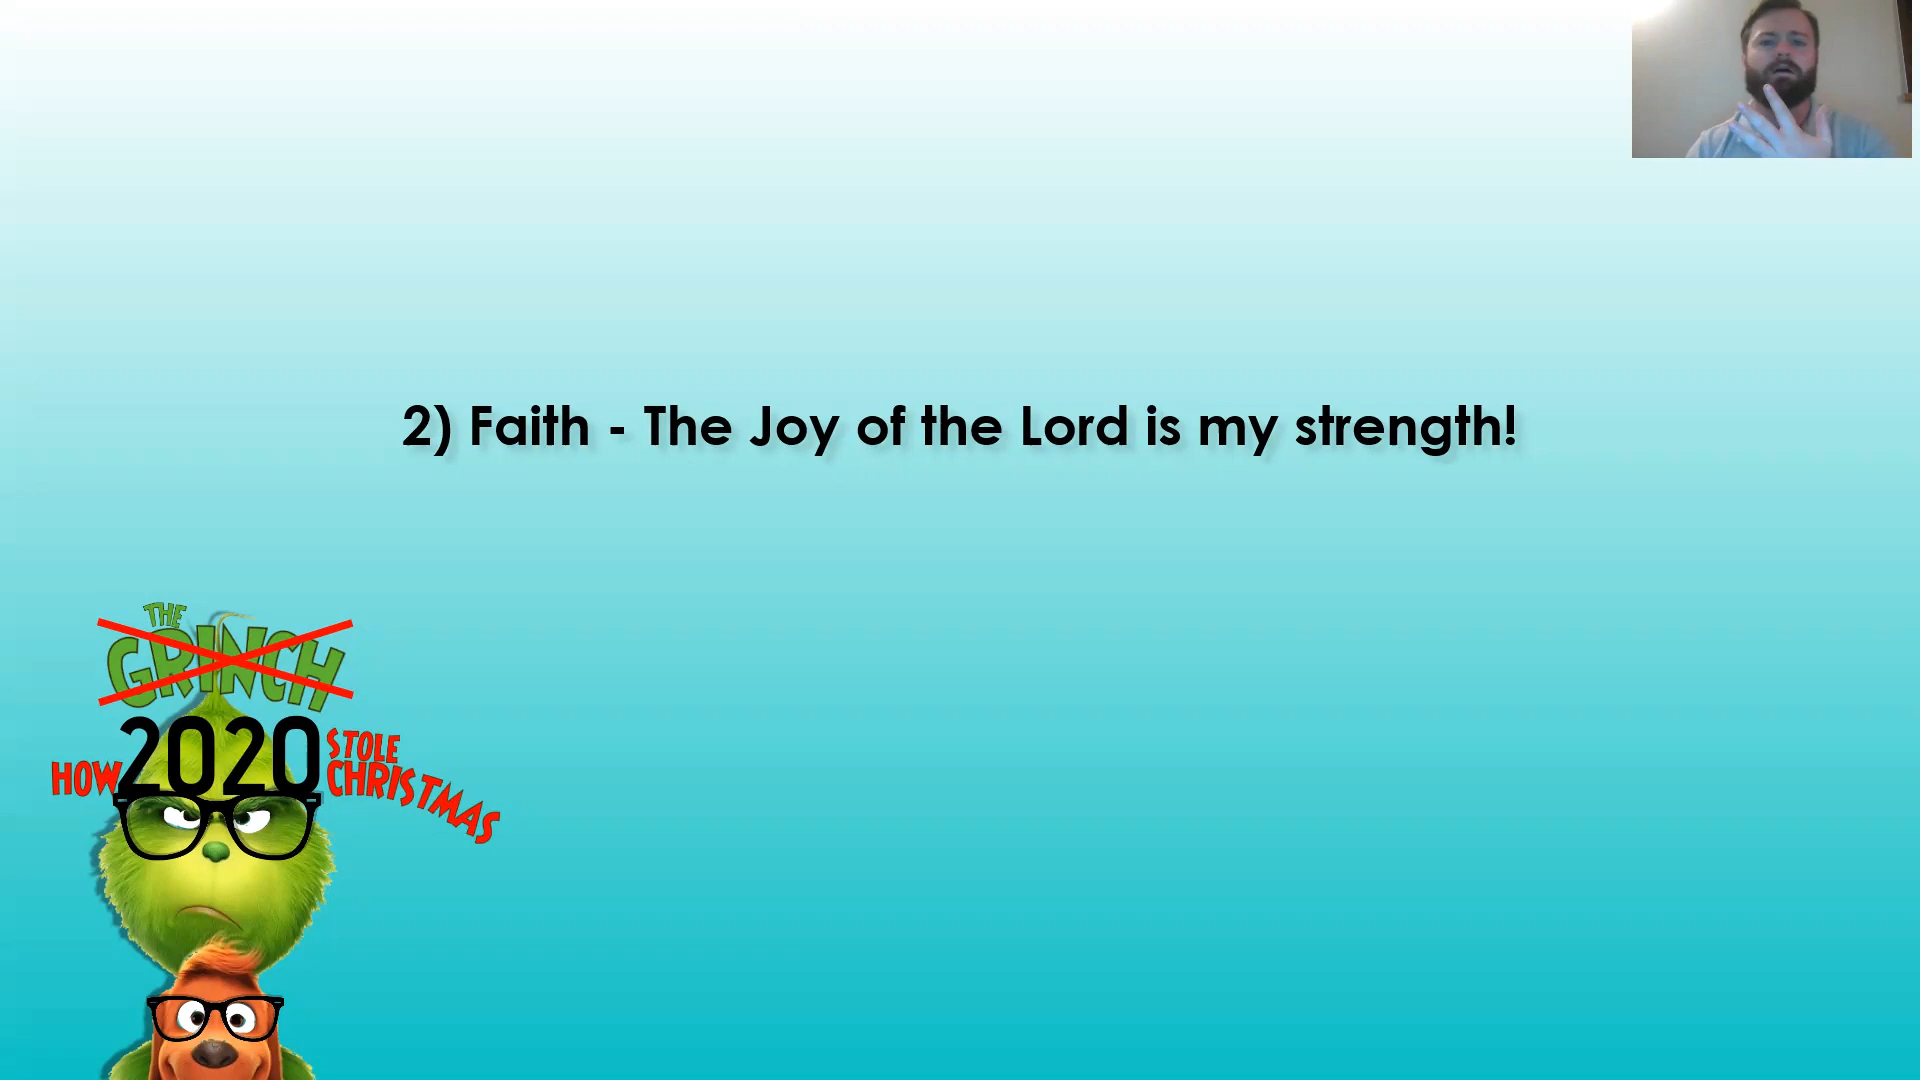 2) Faith - The Joy of the Lord is my strength!
THE
GRINCH
HOW 2020 STOLE
CHRISTMAS